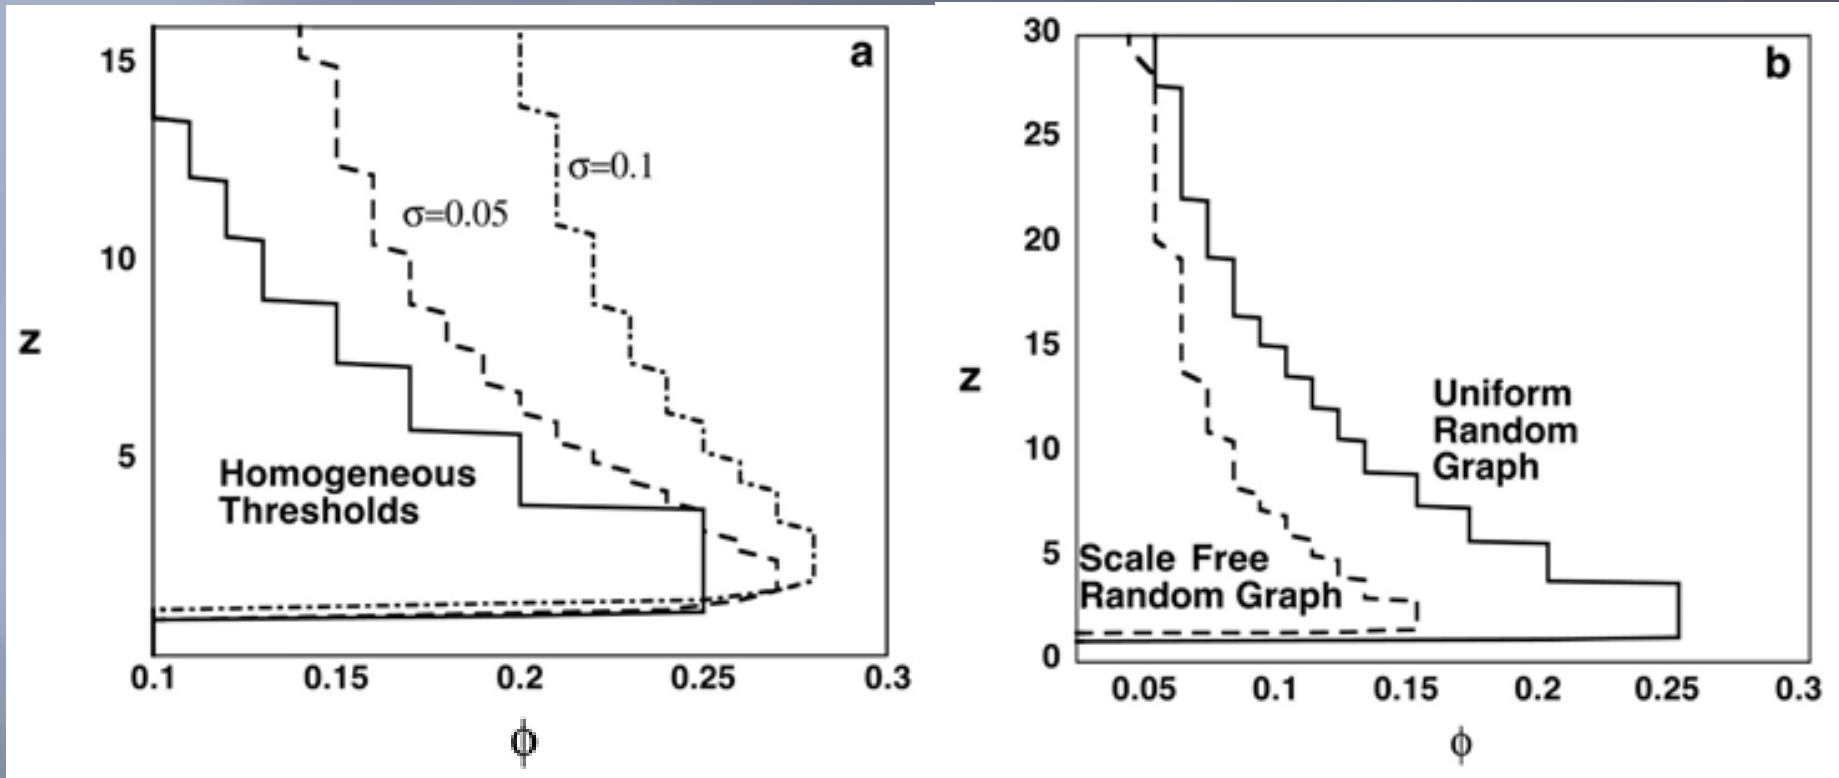 a
15
10
5
z
σ=0.1
σ=0.05
Homogeneous
Thresholds
0.1 0.15 0.2 0.25 0.3
ϕ
b
30
25
20
15
10
5
0
z
Uniform
Random
Graph
Scale Free
Random Graph
0.05 0.1 0.15 0.2 0.25 0.3
ϕ